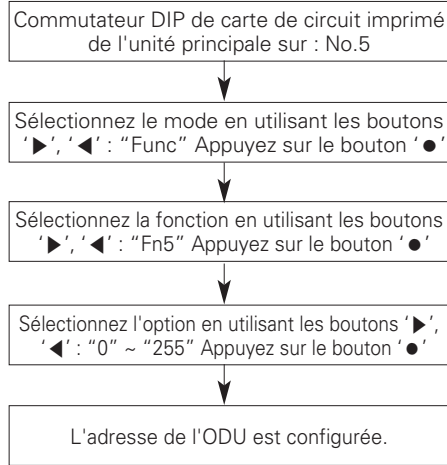 Commutateur DIP de carte de circuit imprimé
de l'unité principale sur : No.5
Sélectionnez le mode en utilisant les boutons
‘▶’, ‘◀’ : “Func” Appuyez sur le bouton ‘●’
Sélectionnez la fonction en utilisant les boutons
‘▶’, ‘◀’ : “Fn5” Appuyez sur le bouton ‘●’
Sélectionnez l'option en utilisant les boutons ‘▶’,
‘◀’ : “0” ~ “255” Appuyez sur le bouton ‘●’
L'adresse de l'ODU est configurée.